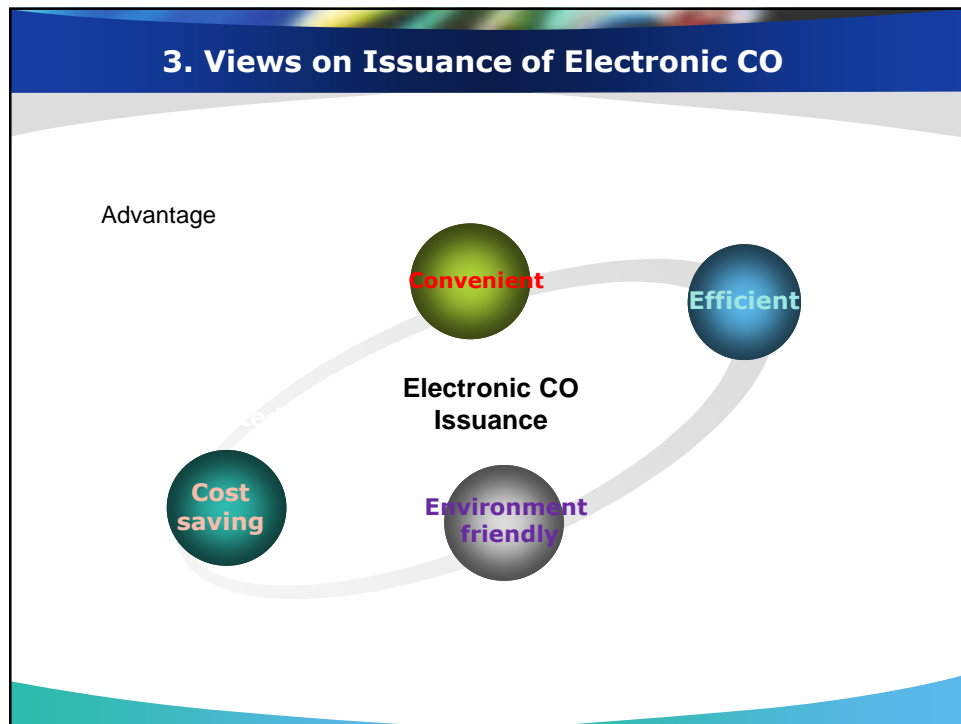 3. Views on Issuance of Electronic CO
Advantage
Convenient
Efficient
Electronic CO
Issuance
Cost
saving
Environment
friendly